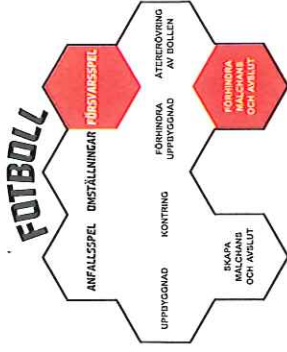 FOTBOLL
ANFALLSSPEL
OMSTÄLLNINGAR
FÖRSVARSSPEL
UPPBYGGNAD
KONTRING
FÖRHINDRA
UPPBYGGNAD
ÅTERERÖVRING
AV BOLLEN
SKAPA
MÅLCHANS
OCH AVSLUT
FÖRHINDRA
MÅLCHANS
OCH AVSLUT